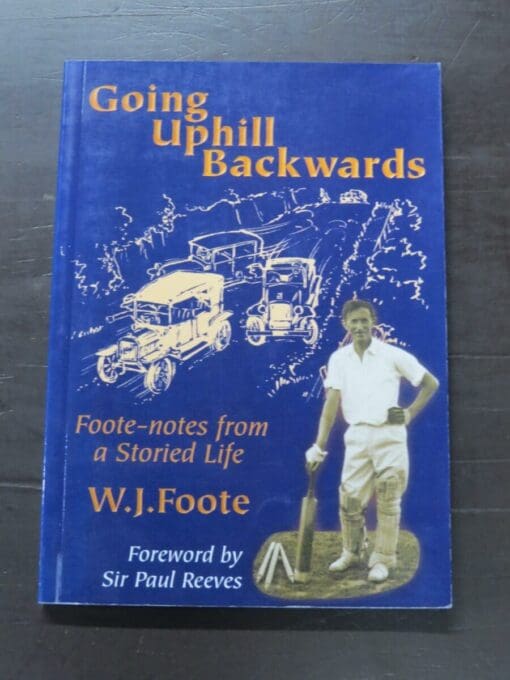 Going
Uphill
Backwards
Foote-notes from
a Storied Life
W.J.Foote
Foreword by
Sir Paul Reeves